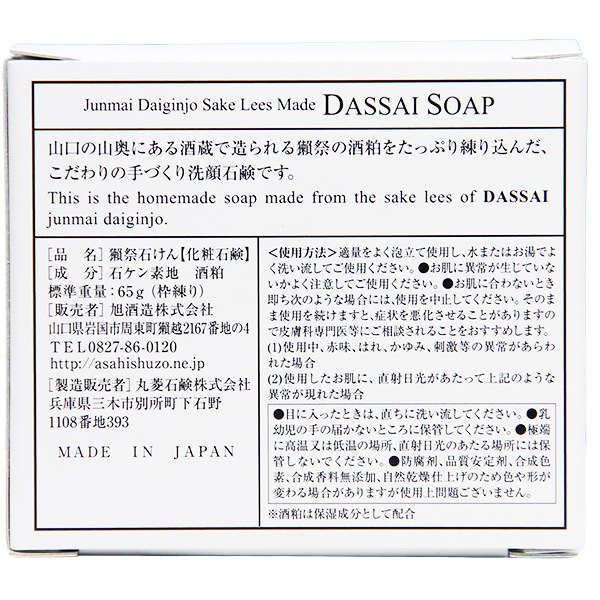 Junmai Daiginjo Sake Lees Made DASSAI SOAP
山口の山奥にある酒蔵で造られる獺祭の酒粕をたっぷり練り込んだ、
こだわりの手づくり洗顔石鹸です。
This is the homemade soap made from the sake lees of DASSAI
junmai daiginjo.
[品　名] 獺祭石けん【化粧石鹸】
[成　分] 石ケン素地　酒粕
標準重量：65g（枠練り）
[販売者] 旭酒造株式会社
山口県岩国市周東町獺越2167番地の4
TEL0827-86-0120
http://asahishuzo.ne.jp
[製造販売者] 丸菱石鹸株式会社
兵庫県三木市別所町下石野
1108番地393
MADE IN JAPAN
＜使用方法＞適量をよく泡立て使用し、水またはお湯でよ
く洗い流してご使用ください。●お肌に異常が生じていな
いかよく注意してご使用ください。●お肌に合わないとき
即ち次のような場合には、使用を中止してください。そのま
ま使用を続けますと、症状を悪化させることがありますの
で皮膚科専門医等にご相談されることをおすすめします。
(1)使用中、赤味、はれ、かゆみ、刺激等の異常があらわ
れた場合
(2)使用したお肌に、直射日光があたって上記のような
異常が現れた場合
●目に入ったときは、直ちに洗い流してください。●乳
幼児の手の届かないところに保管してください。●極端
に高温又は低温の場所、直射日光のあたる場所には保
管しないでください。●防腐剤、品質安定剤、合成色
素、合成香料無添加、自然乾燥仕上げのため色や形が
変わる場合がありますが使用上問題ございません。
※酒粕は保湿成分として配合